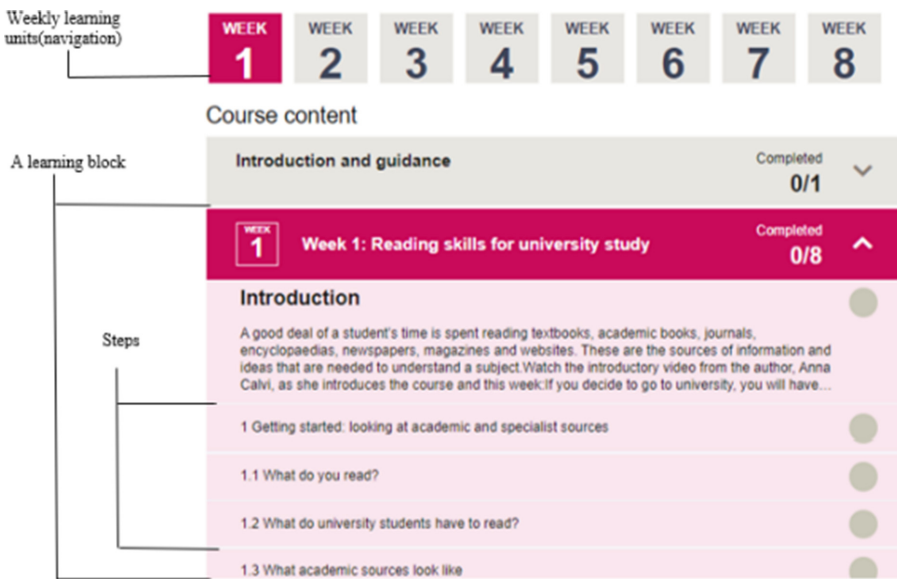 Weekly learning
units(navigation)
WEEK 1
WEEK 2
WEEK 3
WEEK 4
WEEK 5
WEEK 6
WEEK 7
WEEK 8
Course content
A learning block
Introduction and guidance
Completed
0/1
WEEK
1
Week 1: Reading skills for university study
Completed
0/8
Introduction
A good deal of a student's time is spent reading textbooks, academic books, journals,
encyclopaedias, newspapers, magazines and websites. These are the sources of information and
ideas that are needed to understand a subject.Watch the introductory video from the author, Anna
Calvi, as she introduces the course and this week:If you decide to go to university, you will have...
Steps
1 Getting started: looking at academic and specialist sources
1.1 What do you read?
1.2 What do university students have to read?
1.3 What academic sources look like